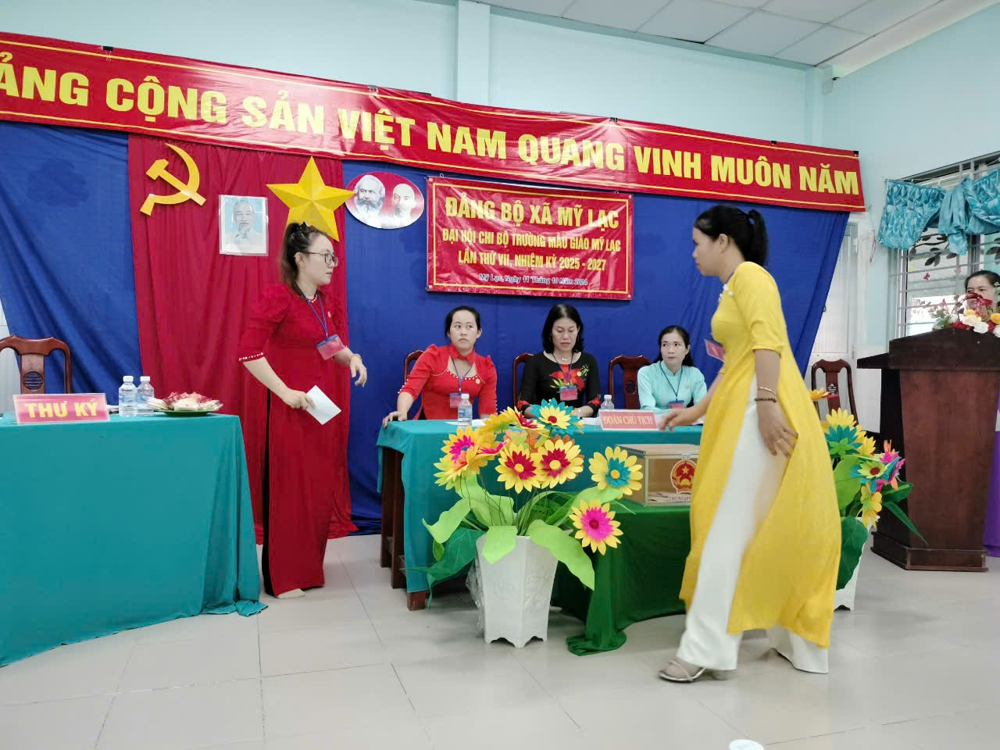 ẢNG CỘNG SẢN VIỆT NAM QUANG VINH MUÔN NĂM
ĐẢNG BỘ XÃ MỸ LẠC
ĐẠI HỘI CHI BỘ TRƯỜNG MẪU GIÁO MỸ LẠC
LẦN THỨ VII, NHIỆM KỲ 2025 - 2027
Mỹ Lạc, Ngày 11 Tháng 10 Năm 2024
THƯ KÝ
ĐOÀN CHỦ TỊCH
THÙNG